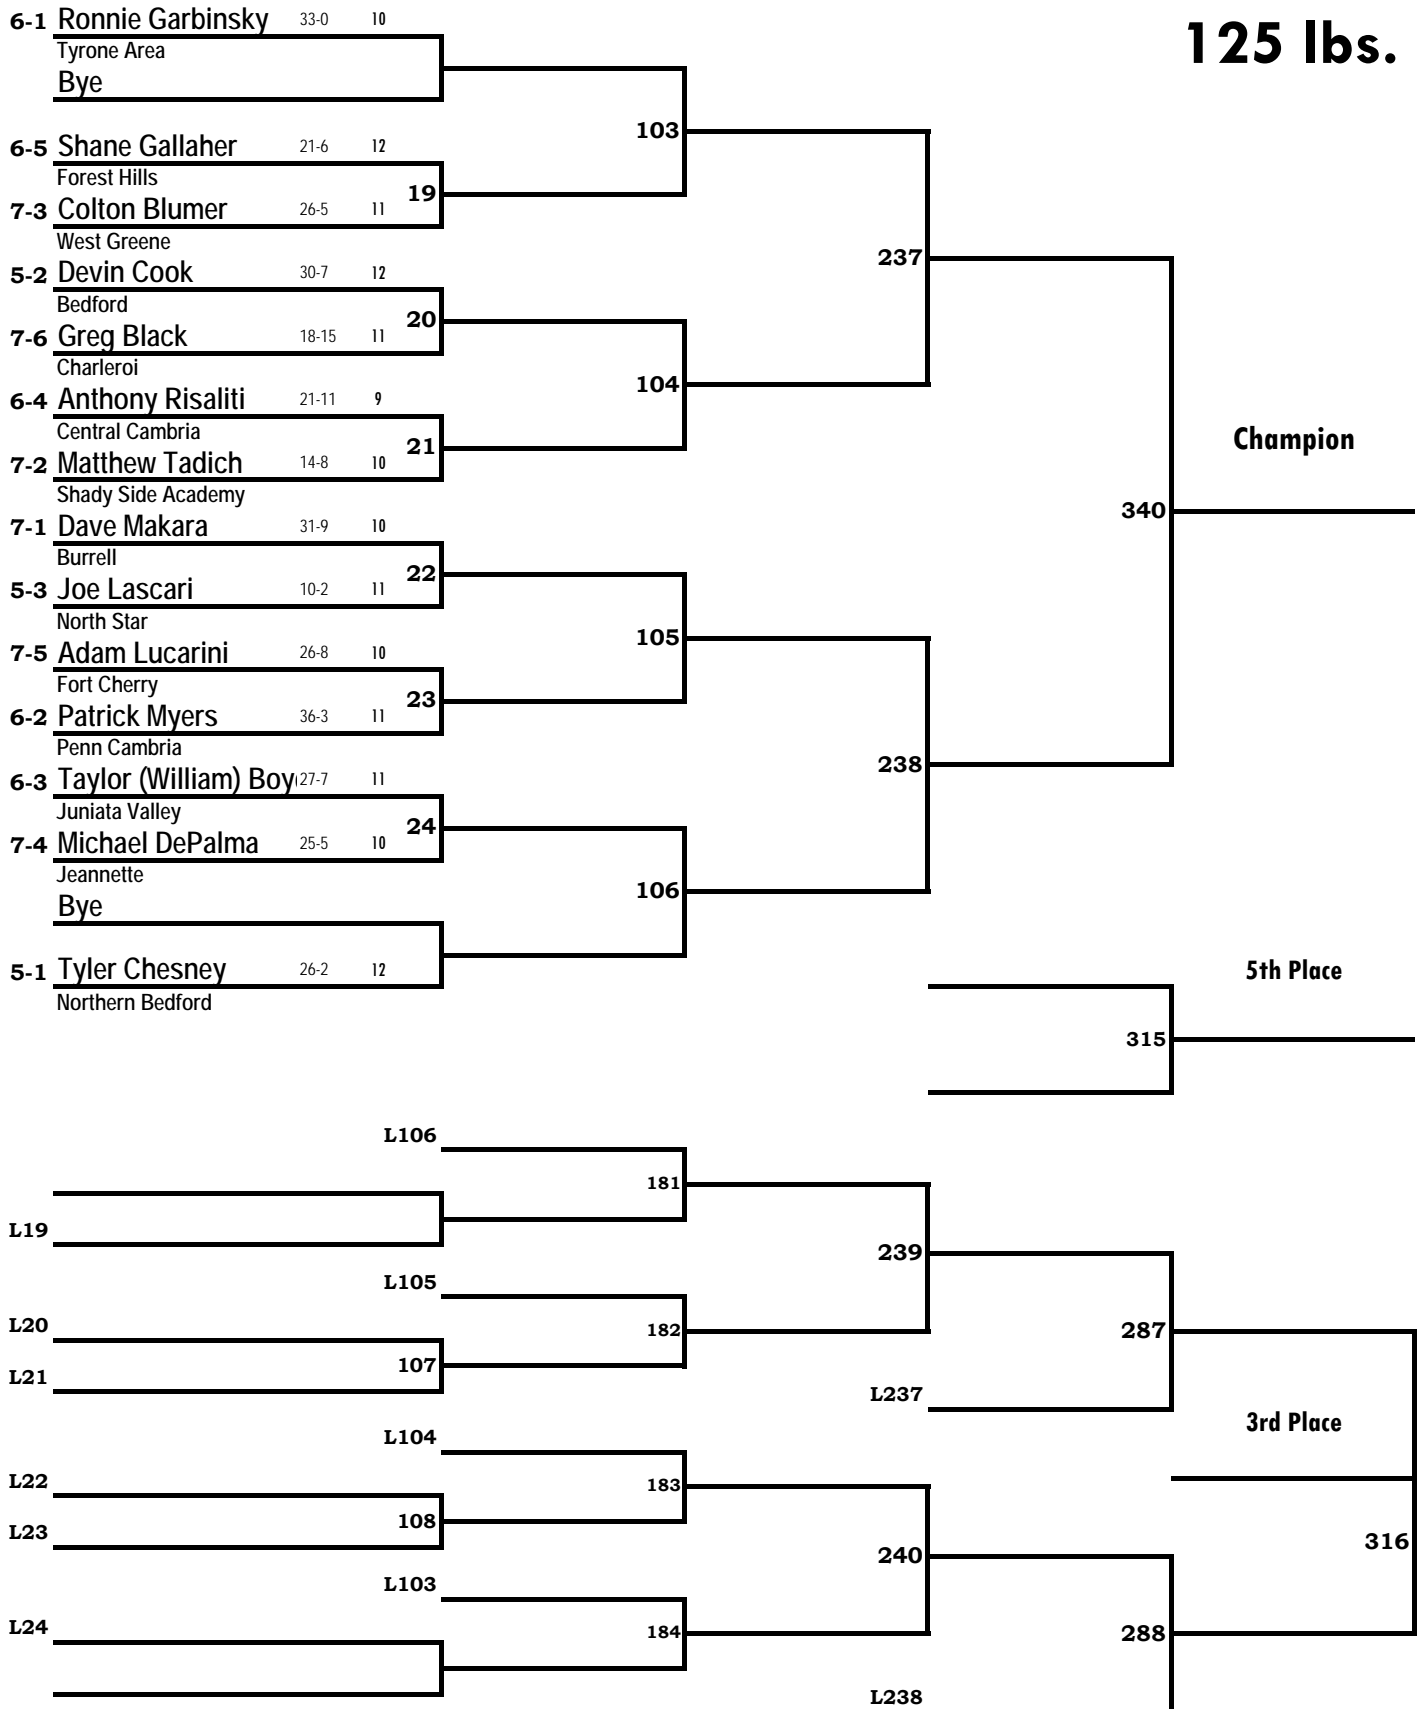 125 lbs.
6-1 Ronnie Garbinsky 33-0 10
Tyrone Area
Bye
103
6-5 Shane Gallaher 21-6 12
Forest Hills
19
7-3 Colton Blumer 26-5 11
West Greene
237
5-2 Devin Cook 30-7 12
Bedford
20
7-6 Greg Black 18-15 11
Charleroi
104
6-4 Anthony Risaliti 21-11 9
Central Cambria
21
Champion
7-2 Matthew Tadich 14-8 10
Shady Side Academy
340
7-1 Dave Makara 31-9 10
Burrell
22
5-3 Joe Lascari 10-2 11
North Star
105
7-5 Adam Lucarini 26-8 10
Fort Cherry
23
6-2 Patrick Myers 36-3 11
Penn Cambria
238
6-3 Taylor (William) Boy 27-7 11
Juniata Valley
24
7-4 Michael DePalma 25-5 10
Jeannette
106
Bye
5-1 Tyler Chesney 26-2 12
Northern Bedford
5th Place
315
L106
181
L19
239
L105
L20
182
287
107
L21
L237
3rd Place
L104
L22
183
108
L23
316
240
L103
L24
184
288
L238